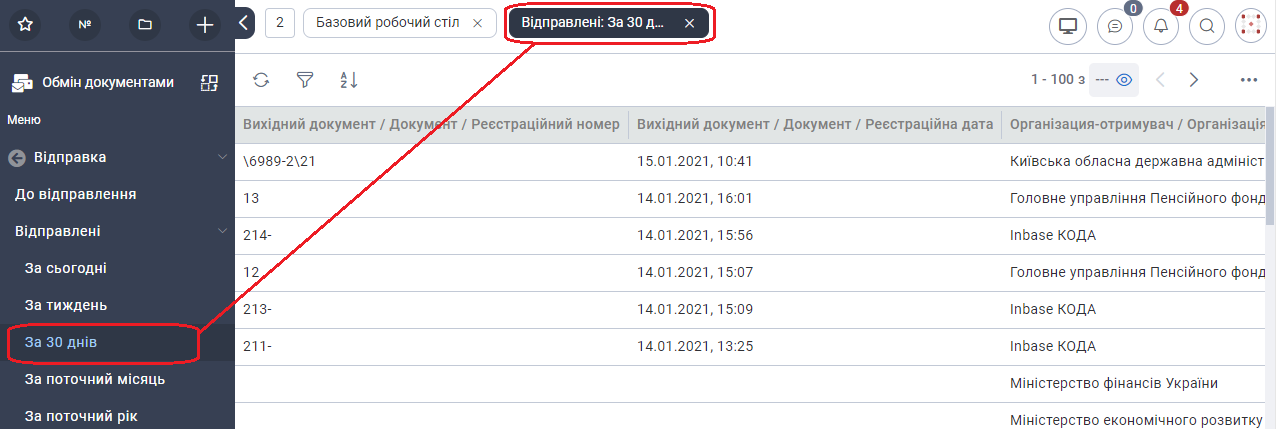 №
2
Базовий робочий стіл
Відправлені: За 30 д...
0
4
Обмін документами
Меню
Відправка
До відправлення
Відправлені
За сьогодні
За тиждень
За 30 днів
За поточний місяць
За поточний рік
A
Z
1 - 100 з
---
Вихідний документ / Документ / Реєстраційний номер
Вихідний документ / Документ / Реєстраційна дата
Організація-отримувач / Організація
\6989-2\21
15.01.2021, 10:41
Київська обласна державна адмініст
13
14.01.2021, 16:01
Головне управління Пенсійного фонд
214-
14.01.2021, 15:56
Inbase КОДА
12
14.01.2021, 15:07
Головне управління Пенсійного фонд
213-
14.01.2021, 15:09
Inbase КОДА
211-
14.01.2021, 13:25
Inbase КОДА
Міністерство фінансів України
Міністерство економічного розвитку